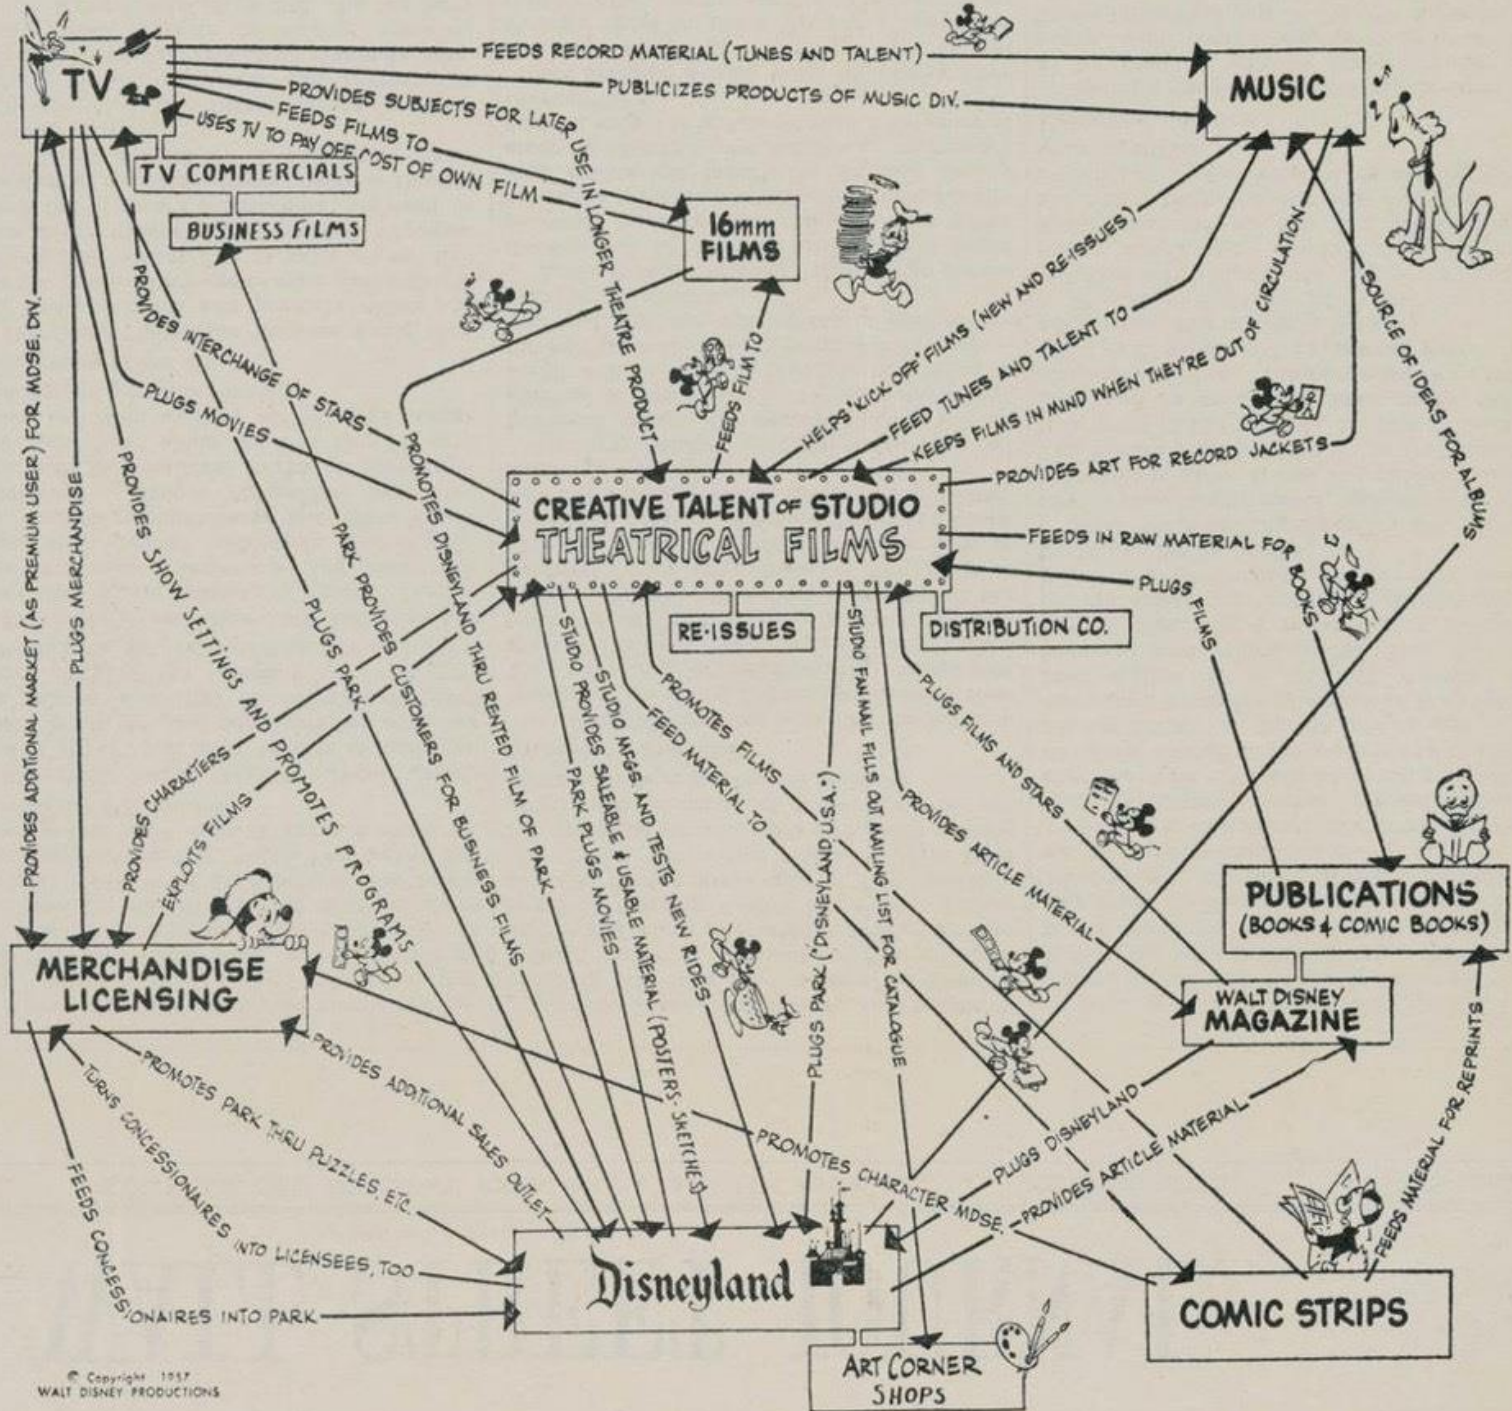 FEEDS RECORD MATERIAL (TUNES AND TALENT)
TV
MUSIC
PUBLICIZES PRODUCTS OF MUSIC DIV.
PROVIDES SUBJECTS FOR LATER USE IN LONGER THEATRE PRODUCT
FEEDS FILMS TO
USES TV TO PAY OFF COST OF OWN FILM
TV COMMERCIALS
BUSINESS FILMS
16mm
FILMS
PROVIDES INTERCHANGE OF STARS
PLUGS MOVIES
FEEDS FILM TO
HELPS "KICK OFF" FILMS (NEW AND RE-ISSUES)
FEED TUNES AND TALENT TO
KEEPS FILMS IN MIND WHEN THEY'RE OUT OF CIRCULATION
PROVIDES ART FOR RECORD JACKETS
SOURCE OF IDEAS FOR ALBUMS
PROVIDES ADDITIONAL MARKET (AS PREMIUM USER) FOR MDSE. DIV.
PLUGS MERCHANDISE
PROVIDES SHOW SETTINGS AND PROMOTES PROGRAMS
PLUGS PARK
PARK PROVIDES CUSTOMERS FOR BUSINESS FILMS
PROMOTES DISNEYLAND THRU RENTED FILM OF PARK
CREATIVE TALENT OF STUDIO
THEATRICAL FILMS
RE-ISSUES
DISTRIBUTION CO.
FEEDS IN RAW MATERIAL FOR BOOKS
PLUGS FILMS
PROVIDES CHARACTERS
EXPLOITS FILMS
PARK PLUGS MOVIES
STUDIO PROVIDES SALEABLE & USABLE MATERIAL (POSTERS-SKETCHES)
STUDIO MFGS. AND TESTS NEW RIDES
FEED MATERIAL TO
PROMOTES FILMS
PLUGS PARK ("DISNEYLAND U.S.A.")
STUDIO FAN MAIL FILLS OUT MAILING LIST FOR CATALOGUE
PROVIDE ARTICLE MATERIAL
PLUGS FILMS AND STARS
PUBLICATIONS
(BOOKS & COMIC BOOKS)
WALT DISNEY
MAGAZINE
MERCHANDISE
LICENSING
PROVIDES ADDITIONAL SALES OUTLET
PROMOTES PARK THRU PUZZLES, ETC.
TURNS CONCESSIONAIRES INTO LICENSEES, TOO
FEEDS CONCESSIONAIRES INTO PARK
PROMOTES CHARACTER MDSE.
PLUGS DISNEYLAND
PROVIDES ARTICLE MATERIAL
FEEDS MATERIAL FOR REPRINTS
Disneyland
COMIC STRIPS
ART CORNER
SHOPS
© Copyright 1957
WALT DISNEY PRODUCTIONS